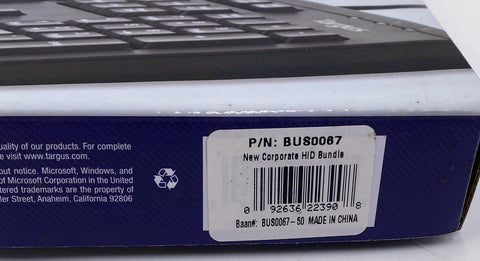 Targus
uality of our products. For complete
e visit www.targus.com.
out notice. Microsoft, Windows, and
of Microsoft Corporation in the United
tered trademarks are the property of
ler Street, Anaheim, California 92806
P/N: BUS0067
New Corporate HID Bundle
0 92636 22390 8
Baan#: BUS0067-50 MADE IN CHINA